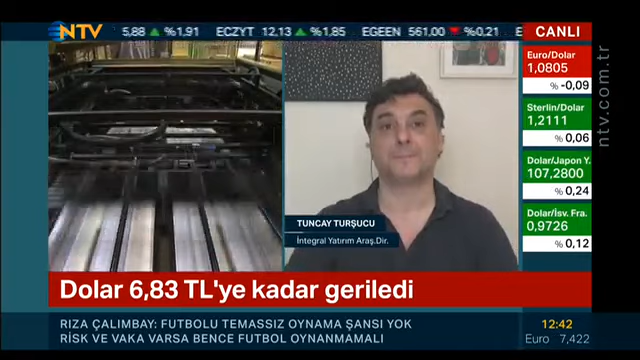 NTV
5,88 ▲ %1,91 ECZYT 12,13 ▲ %1,85 EGEEN 561,00 ▼ %0,21 E
CANLI
Euro/Dolar
1,0805
% -0,09
Sterlin/Dolar
1,2111
% 0,06
Dolar/Japon Y.
107,2800
% 0,24
Dolar/İsv. Fra.
0,9726
% 0,12
ntv.com.tr
TUNCAY TURŞUCU
İntegral Yatırım Araş.Dir.
Dolar 6,83 TL'ye kadar geriledi
RIZA ÇALIMBAY: FUTBOLU TEMASSIZ OYNAMA ŞANSI YOK
RİSK VE VAKA VARSA BENCE FUTBOL OYNANMAMALI
12:42
Euro 7,422